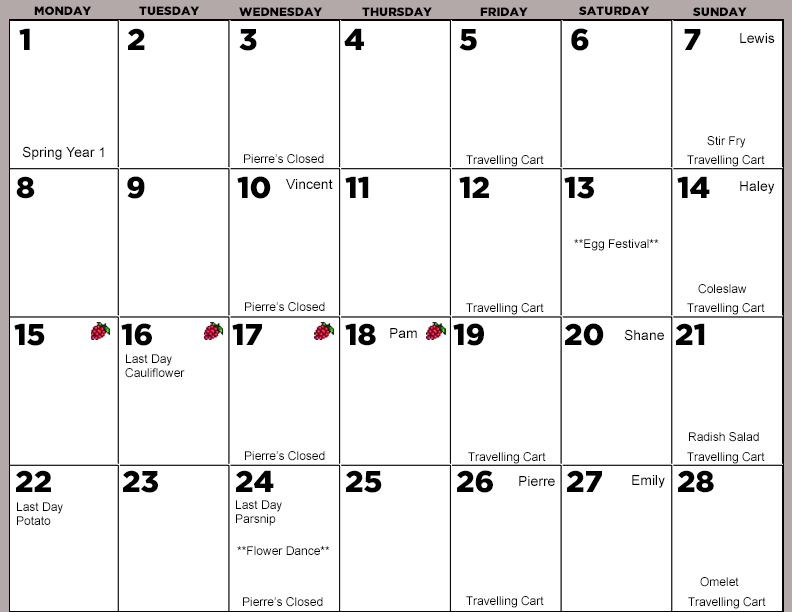 MONDAY TUESDAY WEDNESDAY THURSDAY FRIDAY SATURDAY SUNDAY
1
Spring Year 1
2
3
Pierre's Closed
4
5
Travelling Cart
6
7 Lewis
Stir Fry
Travelling Cart
8
9
10 Vincent
Pierre's Closed
11
12
Travelling Cart
13
**Egg Festival**
14 Haley
Coleslaw
Travelling Cart
15
16
Last Day
Cauliflower
17
Pierre's Closed
18 Pam
19
Travelling Cart
20 Shane
21
Radish Salad
Travelling Cart
22
Last Day
Potato
23
24
Last Day
Parsnip
**Flower Dance**
Pierre's Closed
25
26 Pierre
Travelling Cart
27 Emily
28
Omelet
Travelling Cart